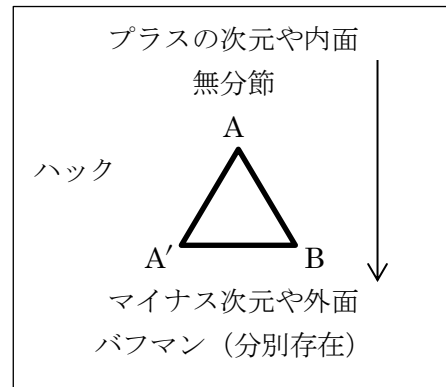 プラスの次元や内面
無分節
A
ハック
A′ B
マイナス次元や外面
バフマン（分別存在）